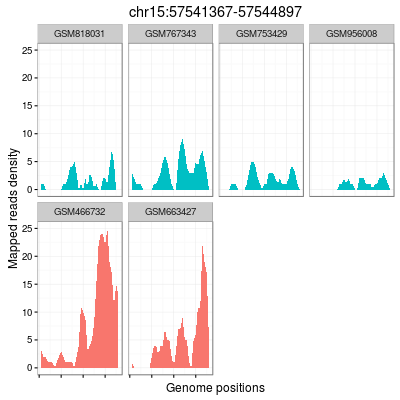 chr15:57541367-57544897
GSM818031 GSM767343 GSM753429 GSM956008
25
20
15
10
5
0
GSM466732 GSM663427
25
20
15
10
5
0
Mapped reads density
Genome positions